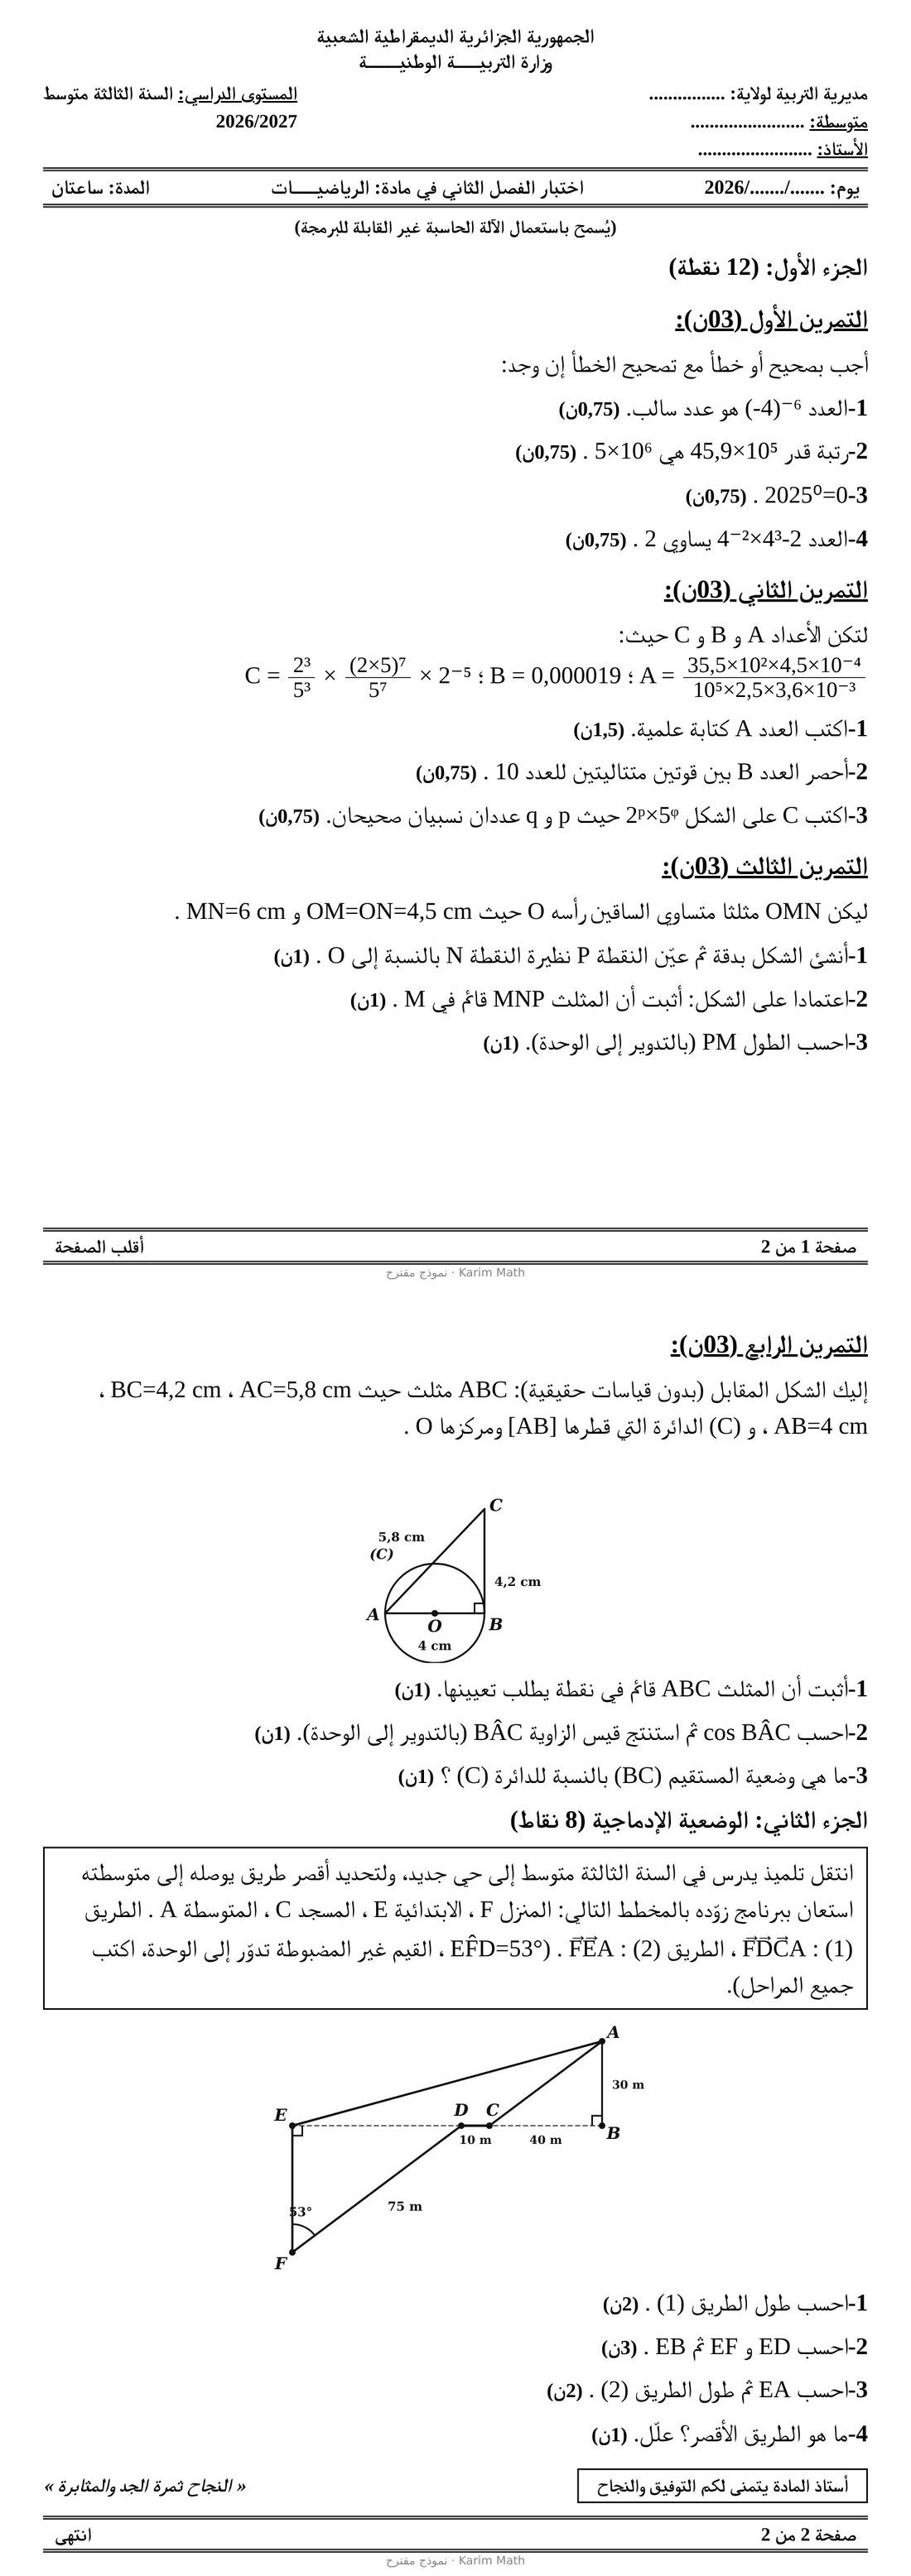 الجمهورية الجزائرية الديمقراطية الشعبية
وزارة التربيــــة الوطنيــــــة
مديرية التربية لولاية: ................
المستوى الدراسي: السنة الثالثة متوسط
متوسطة: ........................
2026/2027
الأستاذ: ........................
يوم: ......./......./2026
اختبار الفصل الثاني في مادة: الرياضيـــــات
المدة: ساعتان
(يُسمح باستعمال الآلة الحاسبة غير القابلة للبرمجة)
الجزء الأول: (12 نقطة)
التمرين الأول (03ن):
أجب بصحيح أو خطأ مع تصحيح الخطأ إن وجد:
1-العدد (-4)⁻⁶ هو عدد سالب. (0,75ن)
2-رتبة قدر 45,9×10⁵ هي 5×10⁶ . (0,75ن)
3-2025⁰=0 . (0,75ن)
4-العدد 4⁻²×4³-2 يساوي 2 . (0,75ن)
التمرين الثاني (03ن):
لتكن الأعداد A و B و C حيث:
A = (35,5×10²×4,5×10⁻⁴)/(10⁵×2,5×3,6×10⁻³) ؛ B = 0,000019 ؛ C = 2³/5³ × (2×5)⁷/5⁷ × 2⁻⁵
1-اكتب العدد A كتابة علمية. (1,5ن)
2-أحصر العدد B بين قوتين متتاليتين للعدد 10 . (0,75ن)
3-اكتب C على الشكل 2ᵖ×5ᵠ حيث p و q عددان نسبيان صحيحان. (0,75ن)
التمرين الثالث (03ن):
ليكن OMN مثلثا متساوي الساقين رأسه O حيث OM=ON=4,5 cm و MN=6 cm .
1-أنشئ الشكل بدقة ثم عيّن النقطة P نظيرة النقطة N بالنسبة إلى O . (1ن)
2-اعتمادا على الشكل: أثبت أن المثلث MNP قائم في M . (1ن)
3-احسب الطول PM (بالتدوير إلى الوحدة). (1ن)
صفحة 1 من 2
أقلب الصفحة
Karim Math · نموذج مقترح
التمرين الرابع (03ن):
إليك الشكل المقابل (بدون قياسات حقيقية): ABC مثلث حيث BC=4,2 cm ، AC=5,8 cm ،
AB=4 cm ، و (C) الدائرة التي قطرها [AB] ومركزها O .
C
5,8 cm
(C)
4,2 cm
A
O
B
4 cm
1-أثبت أن المثلث ABC قائم في نقطة يطلب تعيينها. (1ن)
2-احسب cos BÂC ثم استنتج قيس الزاوية BÂC (بالتدوير إلى الوحدة). (1ن)
3-ما هي وضعية المستقيم (BC) بالنسبة للدائرة (C) ؟ (1ن)
الجزء الثاني: الوضعية الإدماجية (8 نقاط)
انتقل تلميذ يدرس في السنة الثالثة متوسط إلى حي جديد، ولتحديد أقصر طريق يوصله إلى متوسطته
استعان ببرنامج زوّده بالمخطط التالي: المنزل F ، الابتدائية E ، المسجد C ، المتوسطة A . الطريق
(1) : F⃗D⃗C⃗A ، الطريق (2) : F⃗E⃗A . (EF̂D=53° ، القيم غير المضبوطة تدوّر إلى الوحدة، اكتب
جميع المراحل).
A
30 m
E
D
C
B
10 m
40 m
53°
75 m
F
1-احسب طول الطريق (1) . (2ن)
2-احسب ED و EF ثم EB . (3ن)
3-احسب EA ثم طول الطريق (2) . (2ن)
4-ما هو الطريق الأقصر؟ علّل. (1ن)
أستاذ المادة يتمنى لكم التوفيق والنجاح
« النجاح ثمرة الجد والمثابرة »
صفحة 2 من 2
انتهى
Karim Math · نموذج مقترح